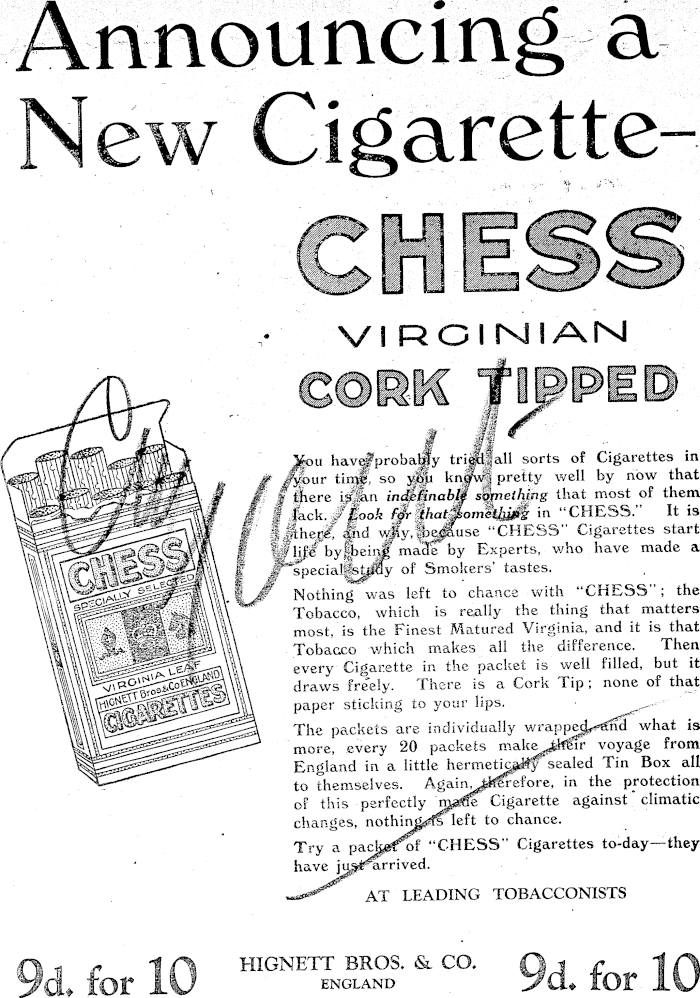 Announcing a
New Cigarette—
CHESS
VIRGINIAN
CORK TIPPED
You have probably tried all sorts of Cigarettes in
your time, so you know pretty well by now that
there is an indefinable something that most of them
lack. Look for that something in “CHESS.” It is
there, and why, because “CHESS” Cigarettes start
life by being made by Experts, who have made a
special study of Smokers’ tastes.
Nothing was left to chance with “CHESS”; the
Tobacco, which is really the thing that matters
most, is the Finest Matured Virginia, and it is that
Tobacco which makes all the difference. Then
every Cigarette in the packet is well filled, but it
draws freely. There is a Cork Tip; none of that
paper sticking to your lips.
The packets are individually wrapped, and what is
more, every 20 packets make their voyage from
England in a little hermetically sealed Tin Box all
to themselves. Again, therefore, in the protection
of this perfectly made Cigarette against climatic
changes, nothing is left to chance.
Try a packet of “CHESS” Cigarettes to-day—they
have just arrived.
AT LEADING TOBACCONISTS
CHESS
SPECIALLY SELECTED
VIRGINIA LEAF
HIGNETT Bros & Co ENGLAND
CIGARETTES
9d. for 10
HIGNETT BROS. & CO.
ENGLAND
9d. for 10